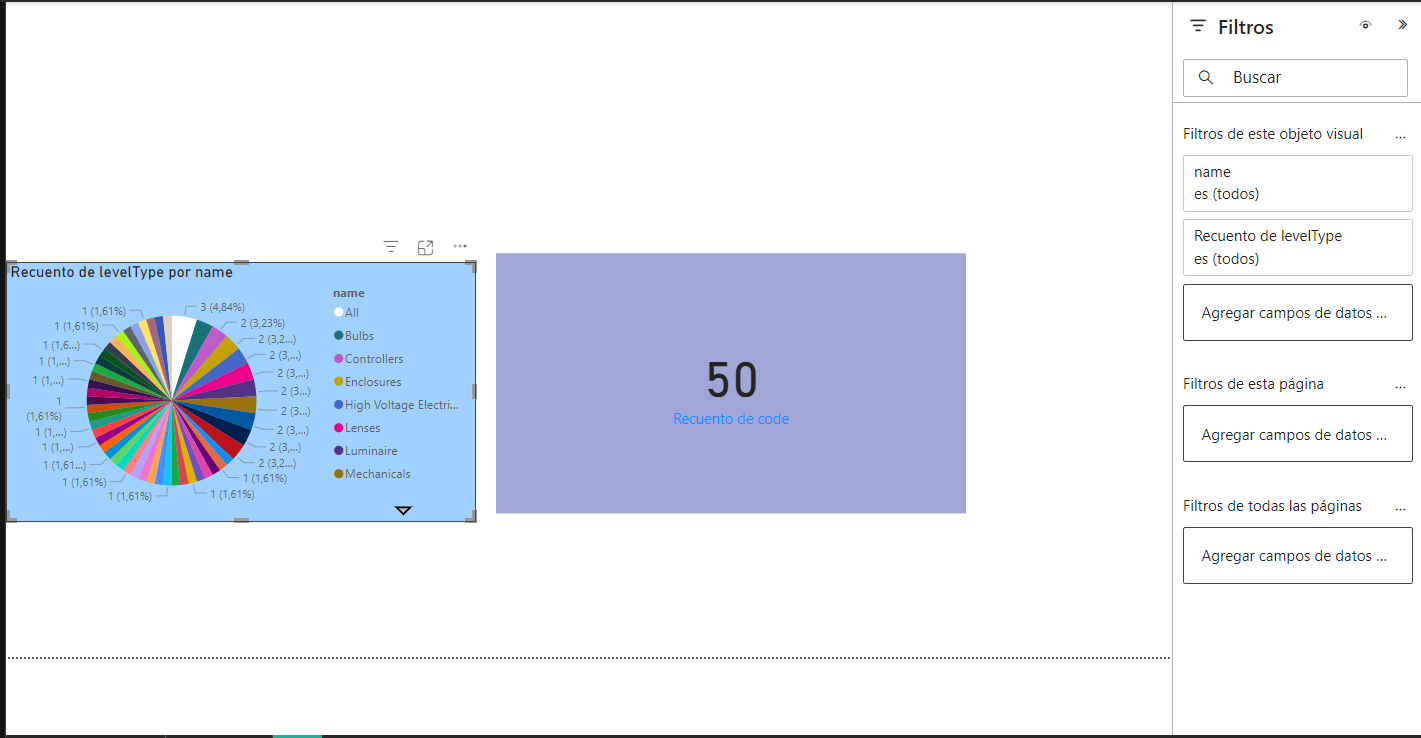 Filtros
Buscar
Filtros de este objeto visual ...
name
es (todos)
Recuento de levelType
es (todos)
Agregar campos de datos ...
Filtros de esta página ...
Agregar campos de datos ...
Filtros de todas las páginas ...
Agregar campos de datos ...
Recuento de levelType por name
3 (4,84%)
2 (3,23%)
2 (3,2...)
2 (3,...)
2 (3,...)
2 (3...)
2 (3...)
2 (3,...)
2 (3,...)
2 (3,2...)
1 (1,61%)
1 (1,61%)
1 (1,61%)
1 (1,61%)
1 (1,61...)
1 (1,...)
1 (1,...)
1
(1,61%)
1 (1,...)
1 (1,...)
1 (1,6...)
1 (1,61%)
1 (1,61%)
name
All
Bulbs
Controllers
Enclosures
High Voltage Electri...
Lenses
Luminaire
Mechanicals
50
Recuento de code